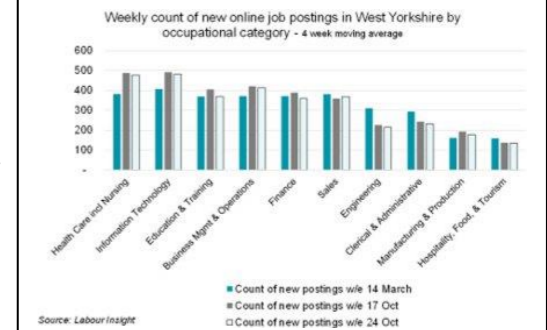 Weekly count of new online job postings in West Yorkshire by
occupational category - 4 week moving average
600
500
400
300
200
100
-
Health Care incl Nursing
Information Technology
Education & Training
Business Mgmt & Operations
Finance
Sales
Engineering
Clerical & Administrative
Manufacturing & Production
Hospitality, Food, & Tourism
Count of new postings w/e 14 March
Count of new postings w/e 17 Oct
Count of new postings w/e 24 Oct
Source: Labour Insight